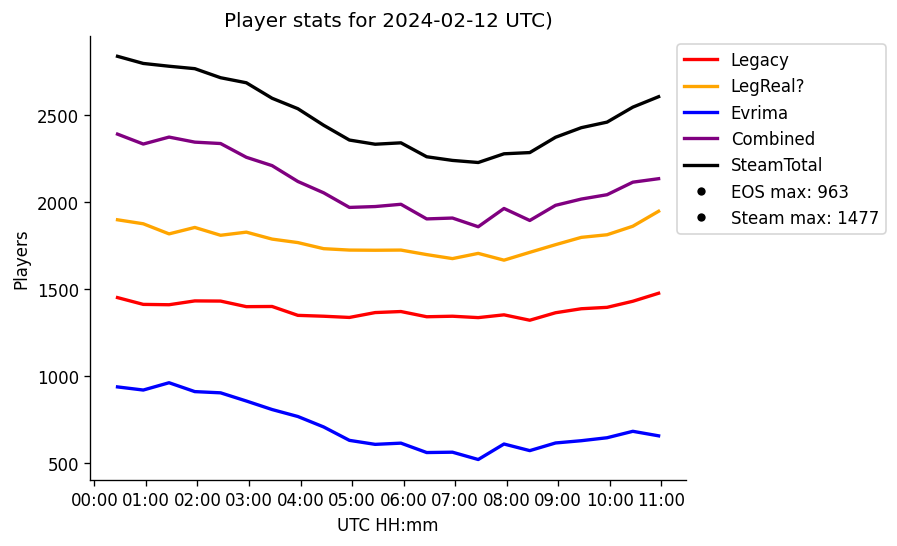 Player stats for 2024-02-12 UTC)
Legacy
LegReal?
Evrima
Combined
SteamTotal
EOS max: 963
Steam max: 1477
Players
2500
2000
1500
1000
500
00:00 01:00 02:00 03:00 04:00 05:00 06:00 07:00 08:00 09:00 10:00 11:00
UTC HH:mm